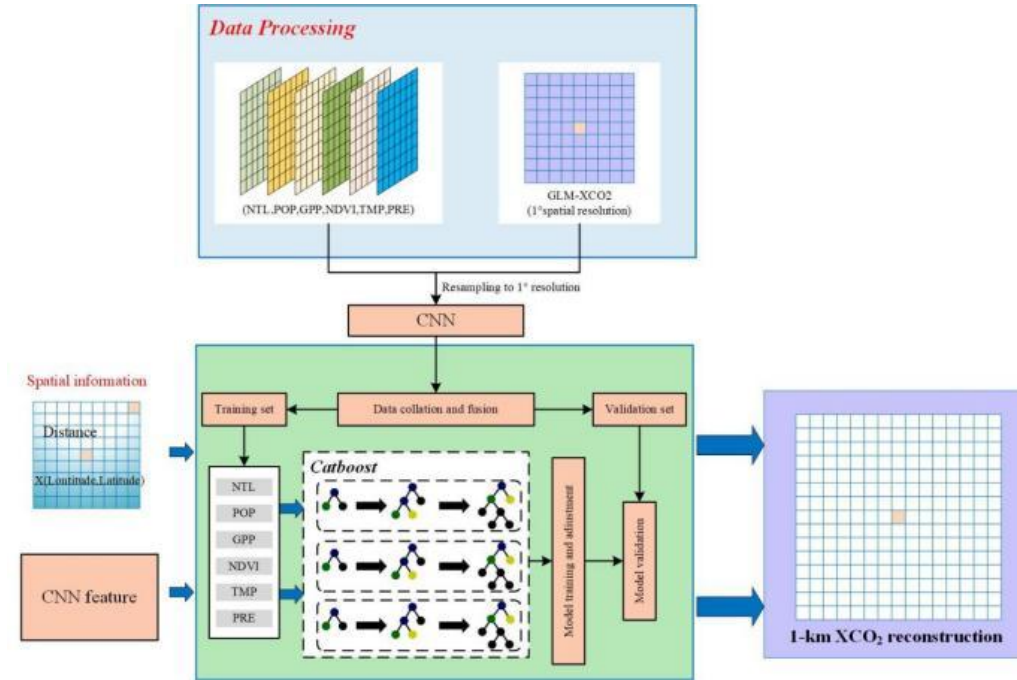 Data Processing
(NTL,POP,GPP,NDVI,TMP,PRE)
GLM-XCO2
(1°spatial resolution)
Resampling to 1° resolution
CNN
Spatial information
Distance
X(Lontitude,Latitude)
CNN feature
Training set
Data collation and fusion
Validation set
NTL
POP
GPP
NDVI
TMP
PRE
Catboost
Model training and adjustment
Model validation
1-km XCO₂ reconstruction